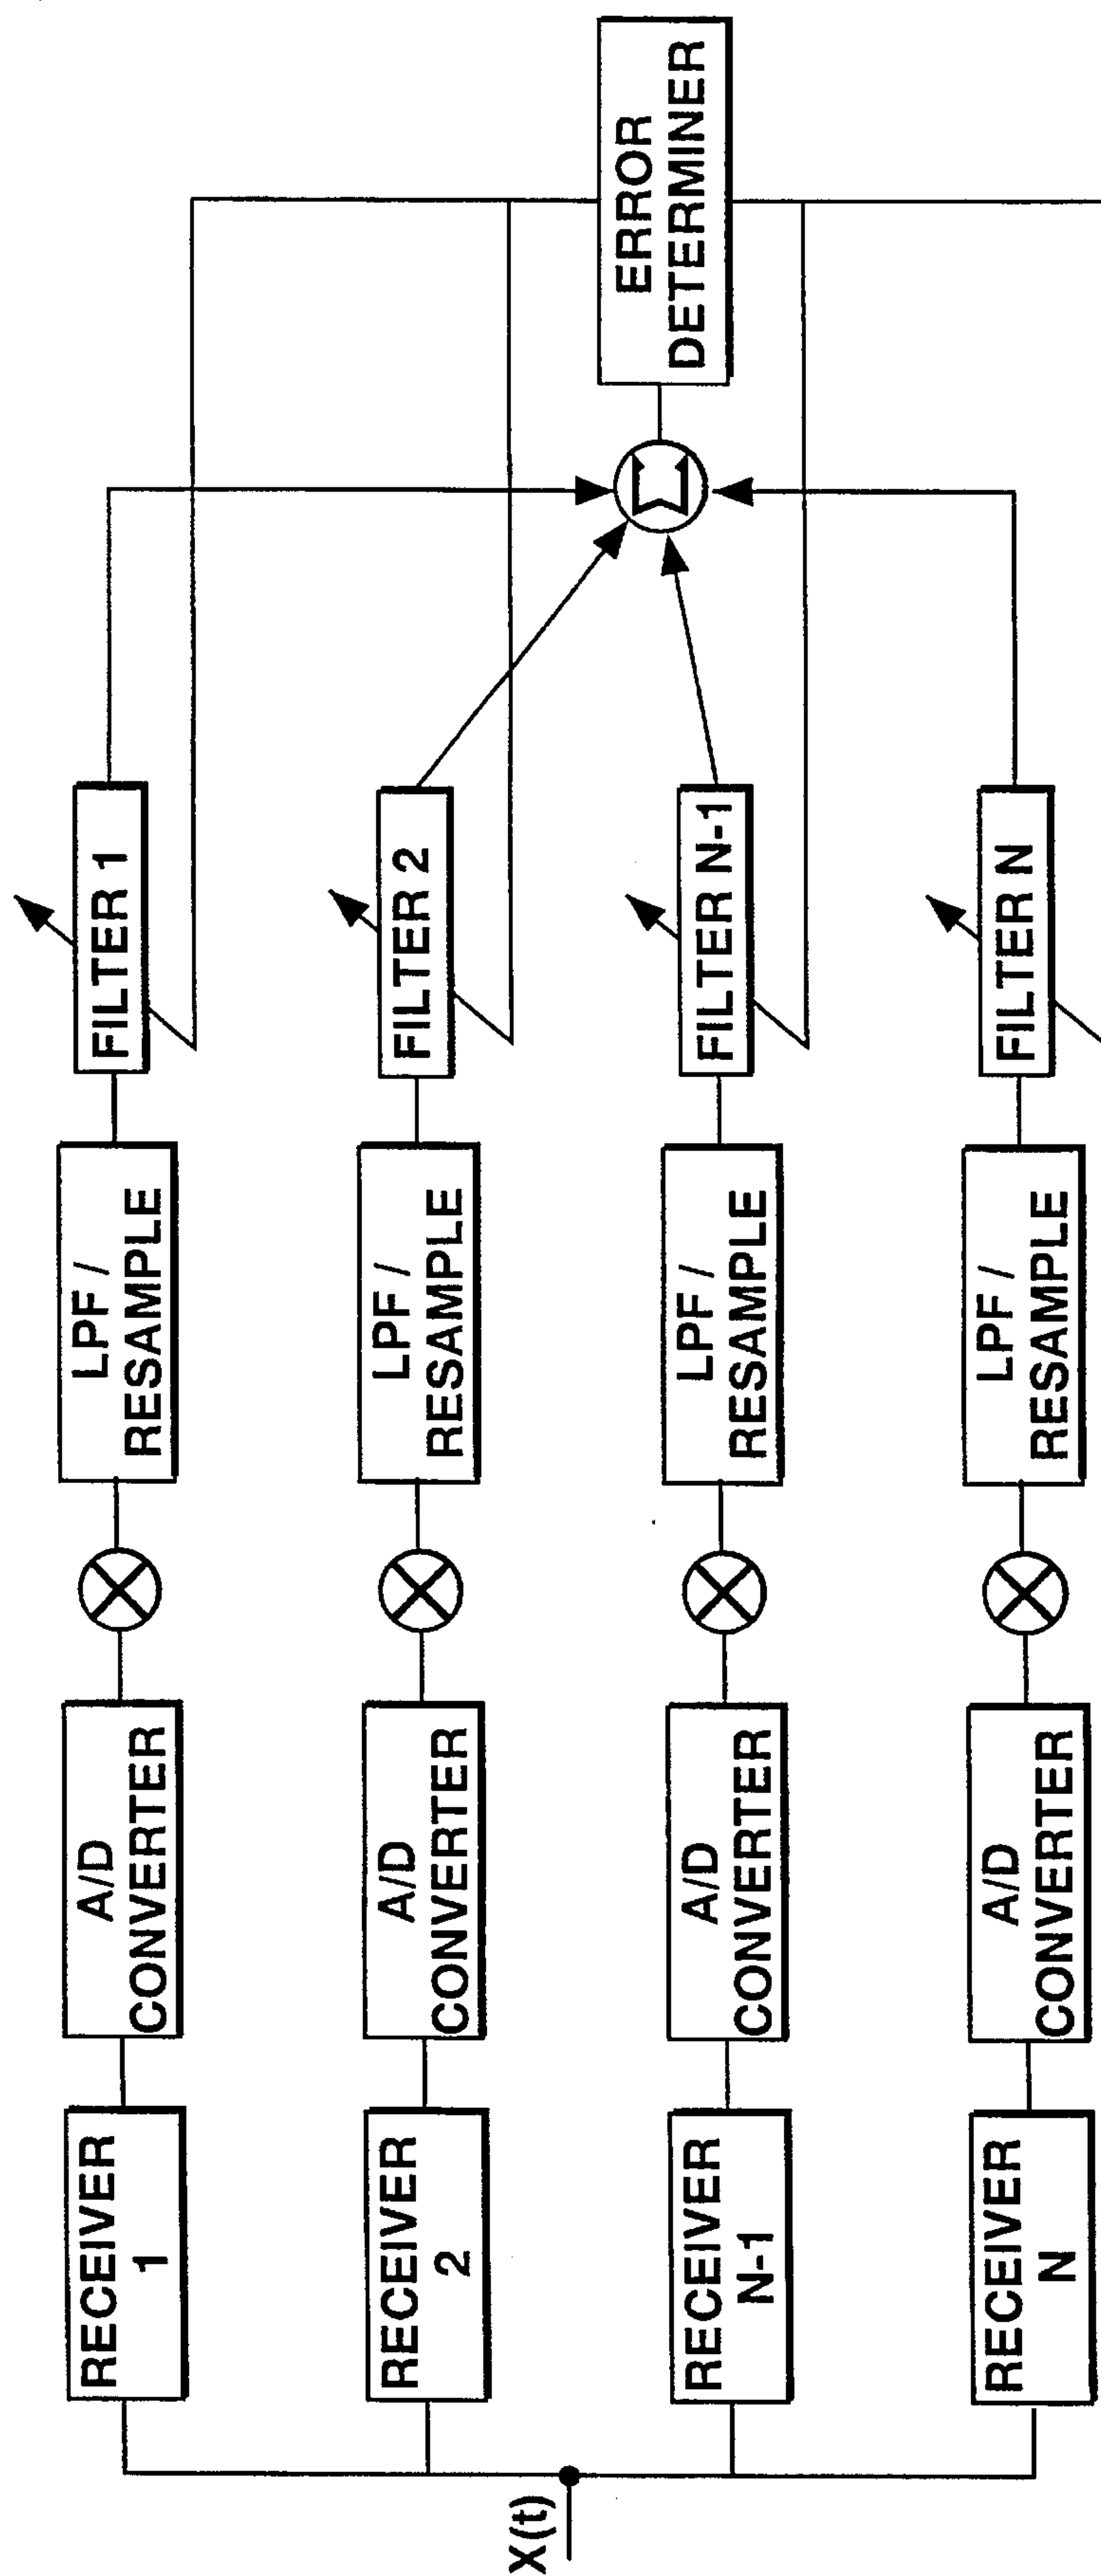 X(t)
RECEIVER
1
A/D
CONVERTER
LPF /
RESAMPLE
FILTER 1
RECEIVER
2
A/D
CONVERTER
LPF /
RESAMPLE
FILTER 2
RECEIVER
N-1
A/D
CONVERTER
LPF /
RESAMPLE
FILTER N-1
RECEIVER
N
A/D
CONVERTER
LPF /
RESAMPLE
FILTER N
Σ
ERROR
DETERMINER